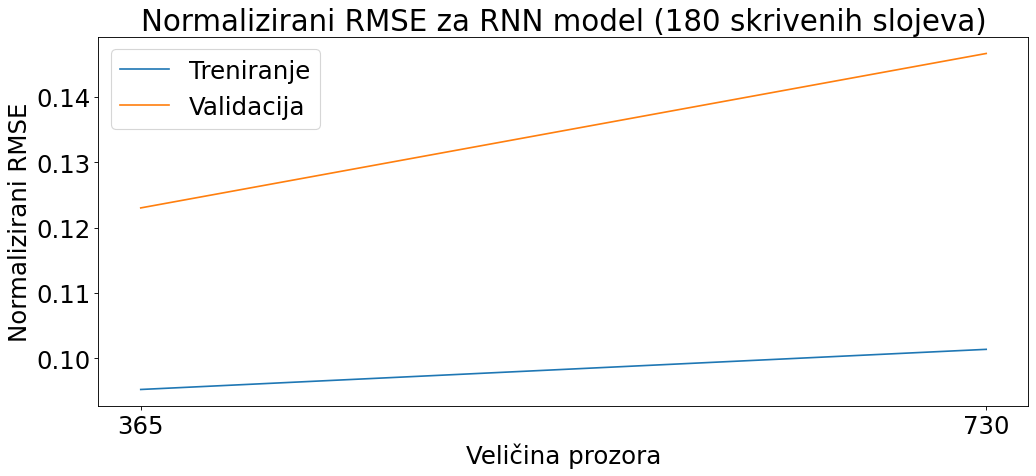 Normalizirani RMSE za RNN model (180 skrivenih slojeva)
Treniranje
Validacija
Normalizirani RMSE
0.14
0.13
0.12
0.11
0.10
365
730
Veličina prozora